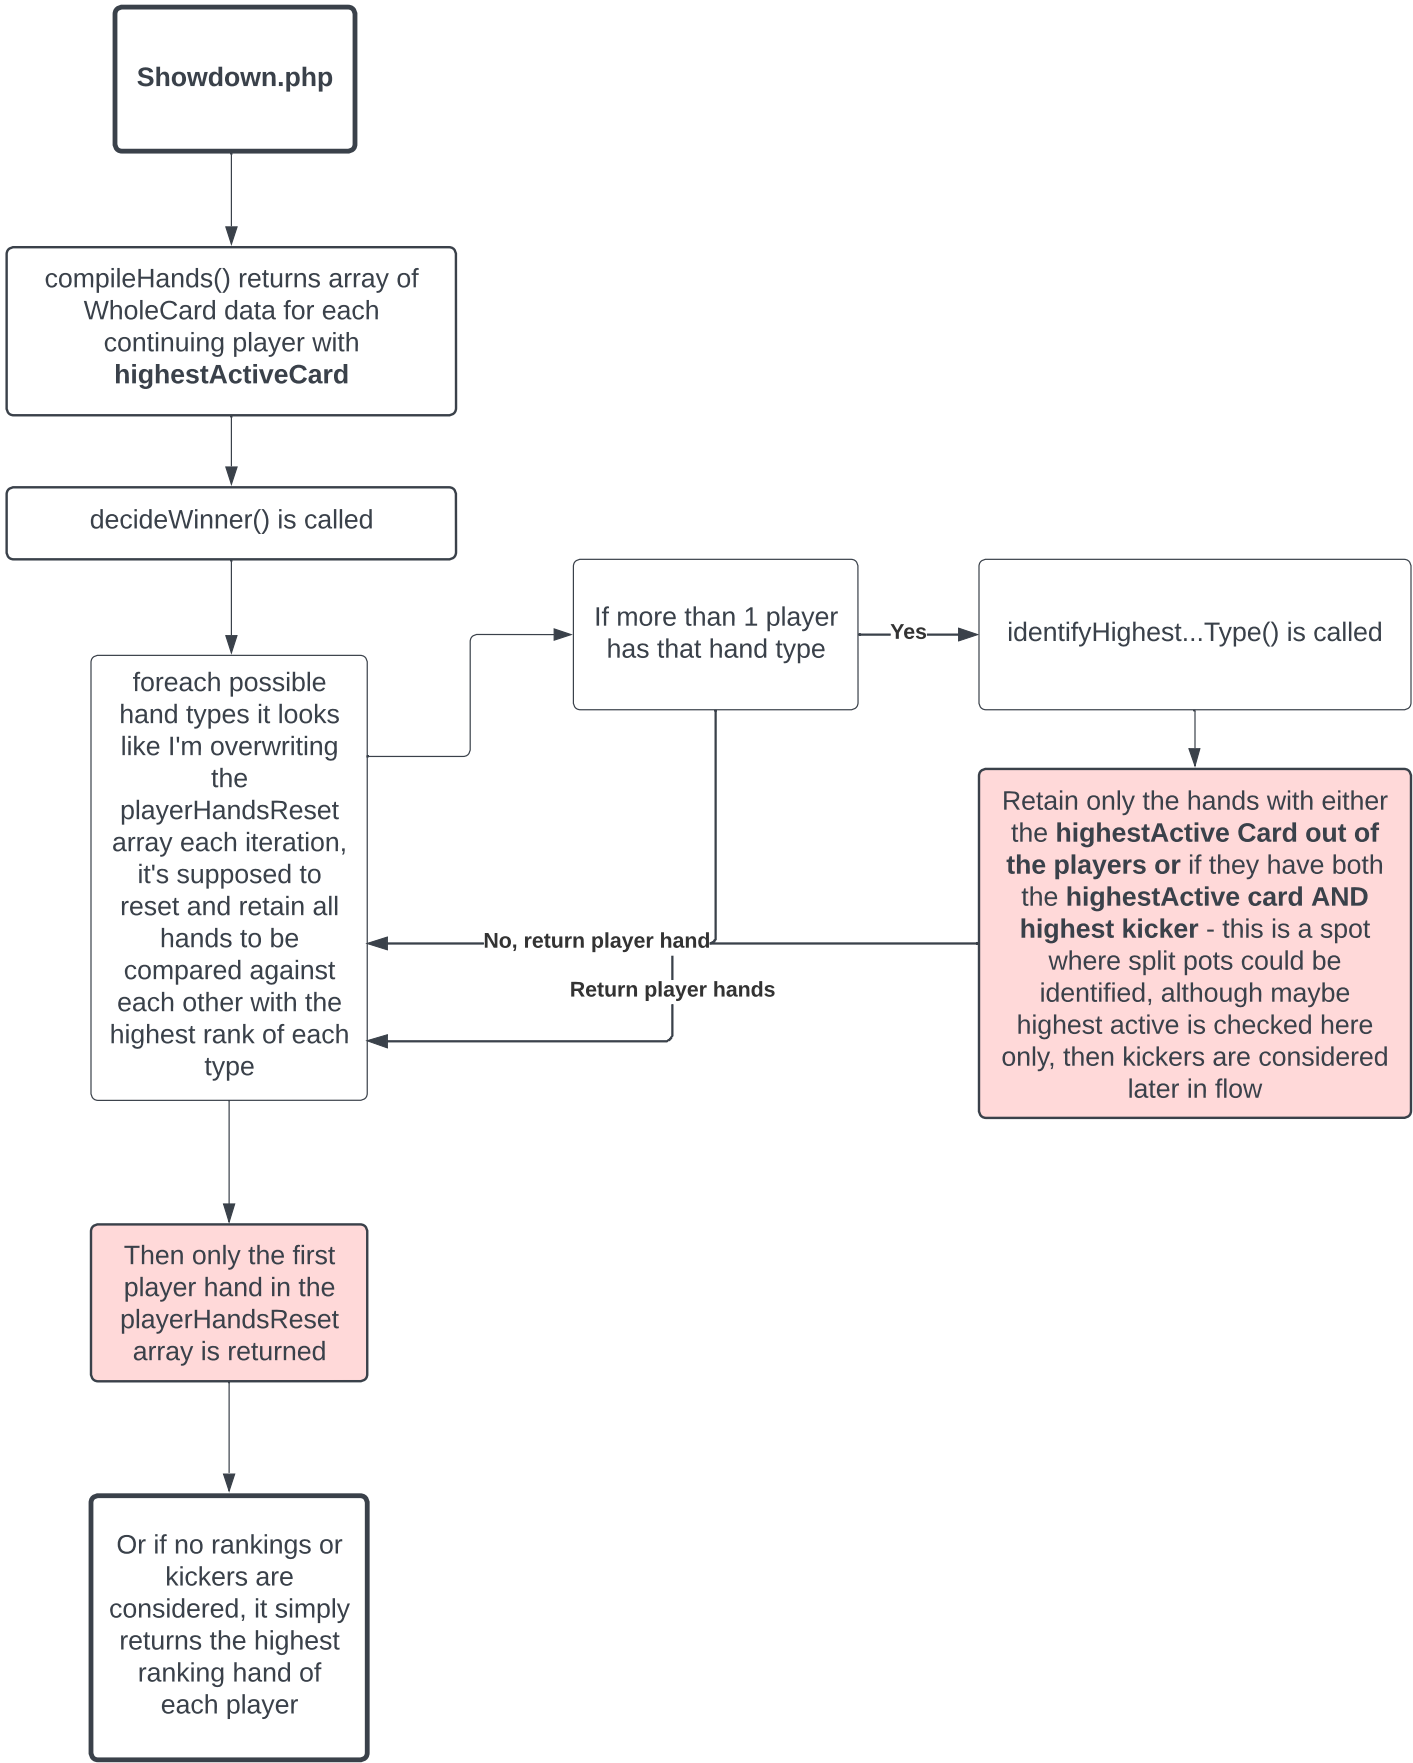 Showdown.php
compileHands() returns array of
WholeCard data for each
continuing player with
highestActiveCard
decideWinner() is called
foreach possible
hand types it looks
like I'm overwriting
the
playerHandsReset
array each iteration,
it's supposed to
reset and retain all
hands to be
compared against
each other with the
highest rank of each
type
If more than 1 player
has that hand type
Yes
identifyHighest...Type() is called
Retain only the hands with either
the highestActive Card out of
the players or if they have both
the highestActive card AND
highest kicker - this is a spot
where split pots could be
identified, although maybe
highest active is checked here
only, then kickers are considered
later in flow
No, return player hand
Return player hands
Then only the first
player hand in the
playerHandsReset
array is returned
Or if no rankings or
kickers are
considered, it simply
returns the highest
ranking hand of
each player